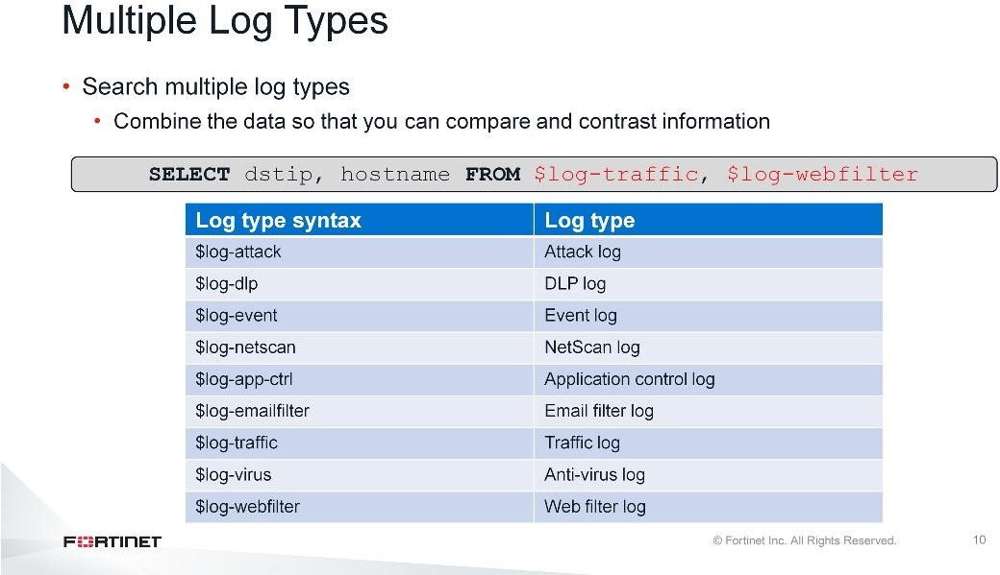 Multiple Log Types
• Search multiple log types
• Combine the data so that you can compare and contrast information
SELECT dstip, hostname FROM $log-traffic, $log-webfilter
Log type syntax Log type
$log-attack Attack log
$log-dlp DLP log
$log-event Event log
$log-netscan NetScan log
$log-app-ctrl Application control log
$log-emailfilter Email filter log
$log-traffic Traffic log
$log-virus Anti-virus log
$log-webfilter Web filter log
FORTINET © Fortinet Inc. All Rights Reserved. 10